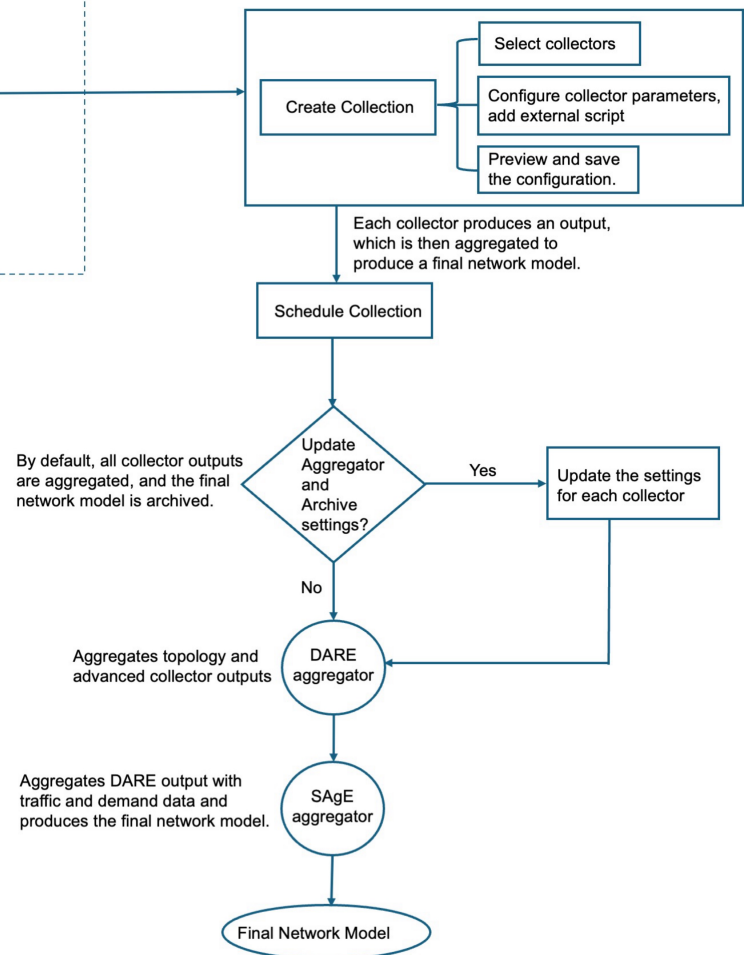 Select collectors
Create Collection
Configure collector parameters,
add external script
Preview and save
the configuration.
Each collector produces an output,
which is then aggregated to
produce a final network model.
Schedule Collection
By default, all collector outputs
are aggregated, and the final
network model is archived.
Update
Aggregator
and
Archive
settings?
Yes
Update the settings
for each collector
No
Aggregates topology and
advanced collector outputs
DARE
aggregator
Aggregates DARE output with
traffic and demand data and
produces the final network model.
SAgE
aggregator
Final Network Model